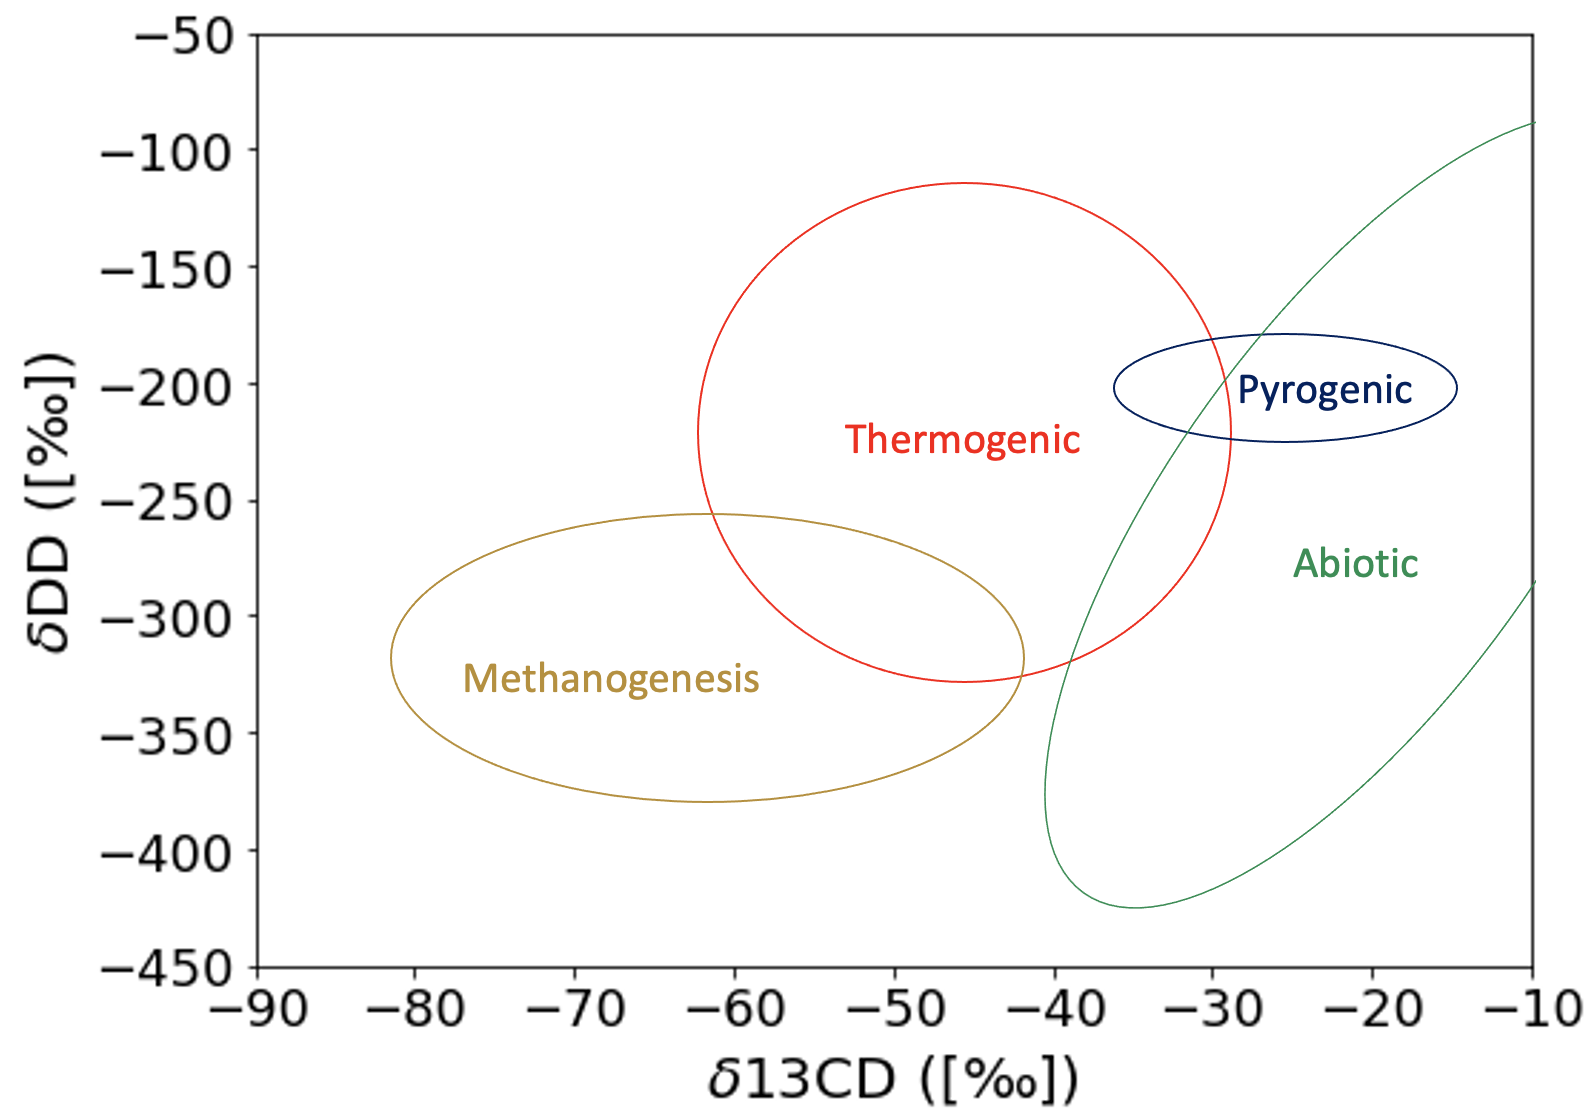 −50
−100
−150
−200
−250
−300
−350
−400
−450
δDD ([‰])
Thermogenic
Pyrogenic
Abiotic
Methanogenesis
−90 −80 −70 −60 −50 −40 −30 −20 −10
δ13CD ([‰])